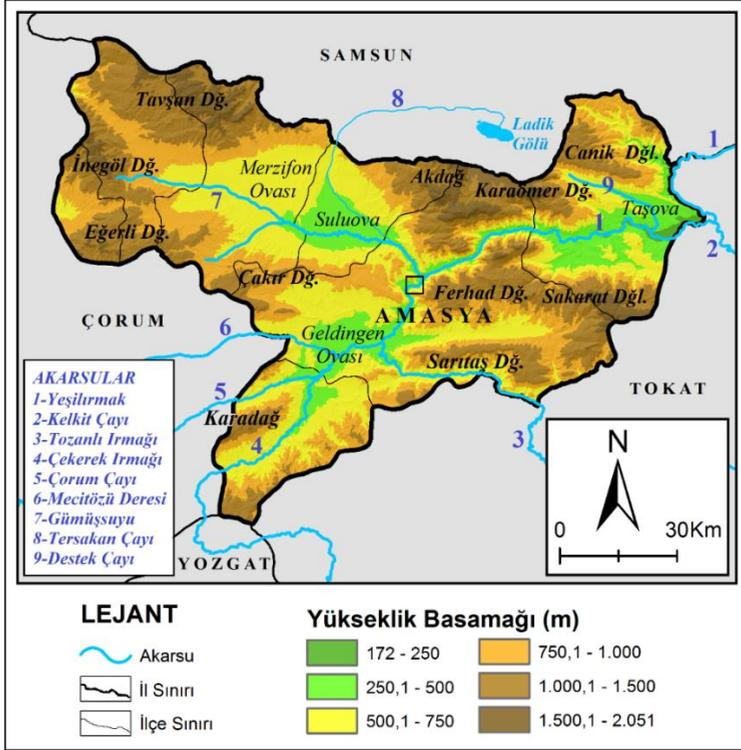 SAMSUN
Tavşan Dğ.
8
Ladik
Gölü
1
Canik Dğl.
İnegöl Dğ.
Merzifon
Ovası
Akdağ
Karaömer Dğ.
9
7
Suluova
1
Taşova
Eğerli Dğ.
2
Çakır Dğ.
Ferhad Dğ.
Sakarat Dğl.
ÇORUM
AMASYA
6
Geldingen
Ovası
Sarıtaş Dğ.
TOKAT
AKARSULAR
1-Yeşilırmak
2-Kelkit Çayı
3-Tozanlı Irmağı
4-Çekerek Irmağı
5-Çorum Çayı
6-Mecitözü Deresi
7-Gümüşsuyu
8-Tersakan Çayı
9-Destek Çayı
5
Karadağ
4
3
N
0 30Km
YOZGAT
LEJANT
Akarsu
İl Sınırı
İlçe Sınırı
Yükseklik Basamağı (m)
172 - 250
250,1 - 500
500,1 - 750
750,1 - 1.000
1.000,1 - 1.500
1.500,1 - 2.051